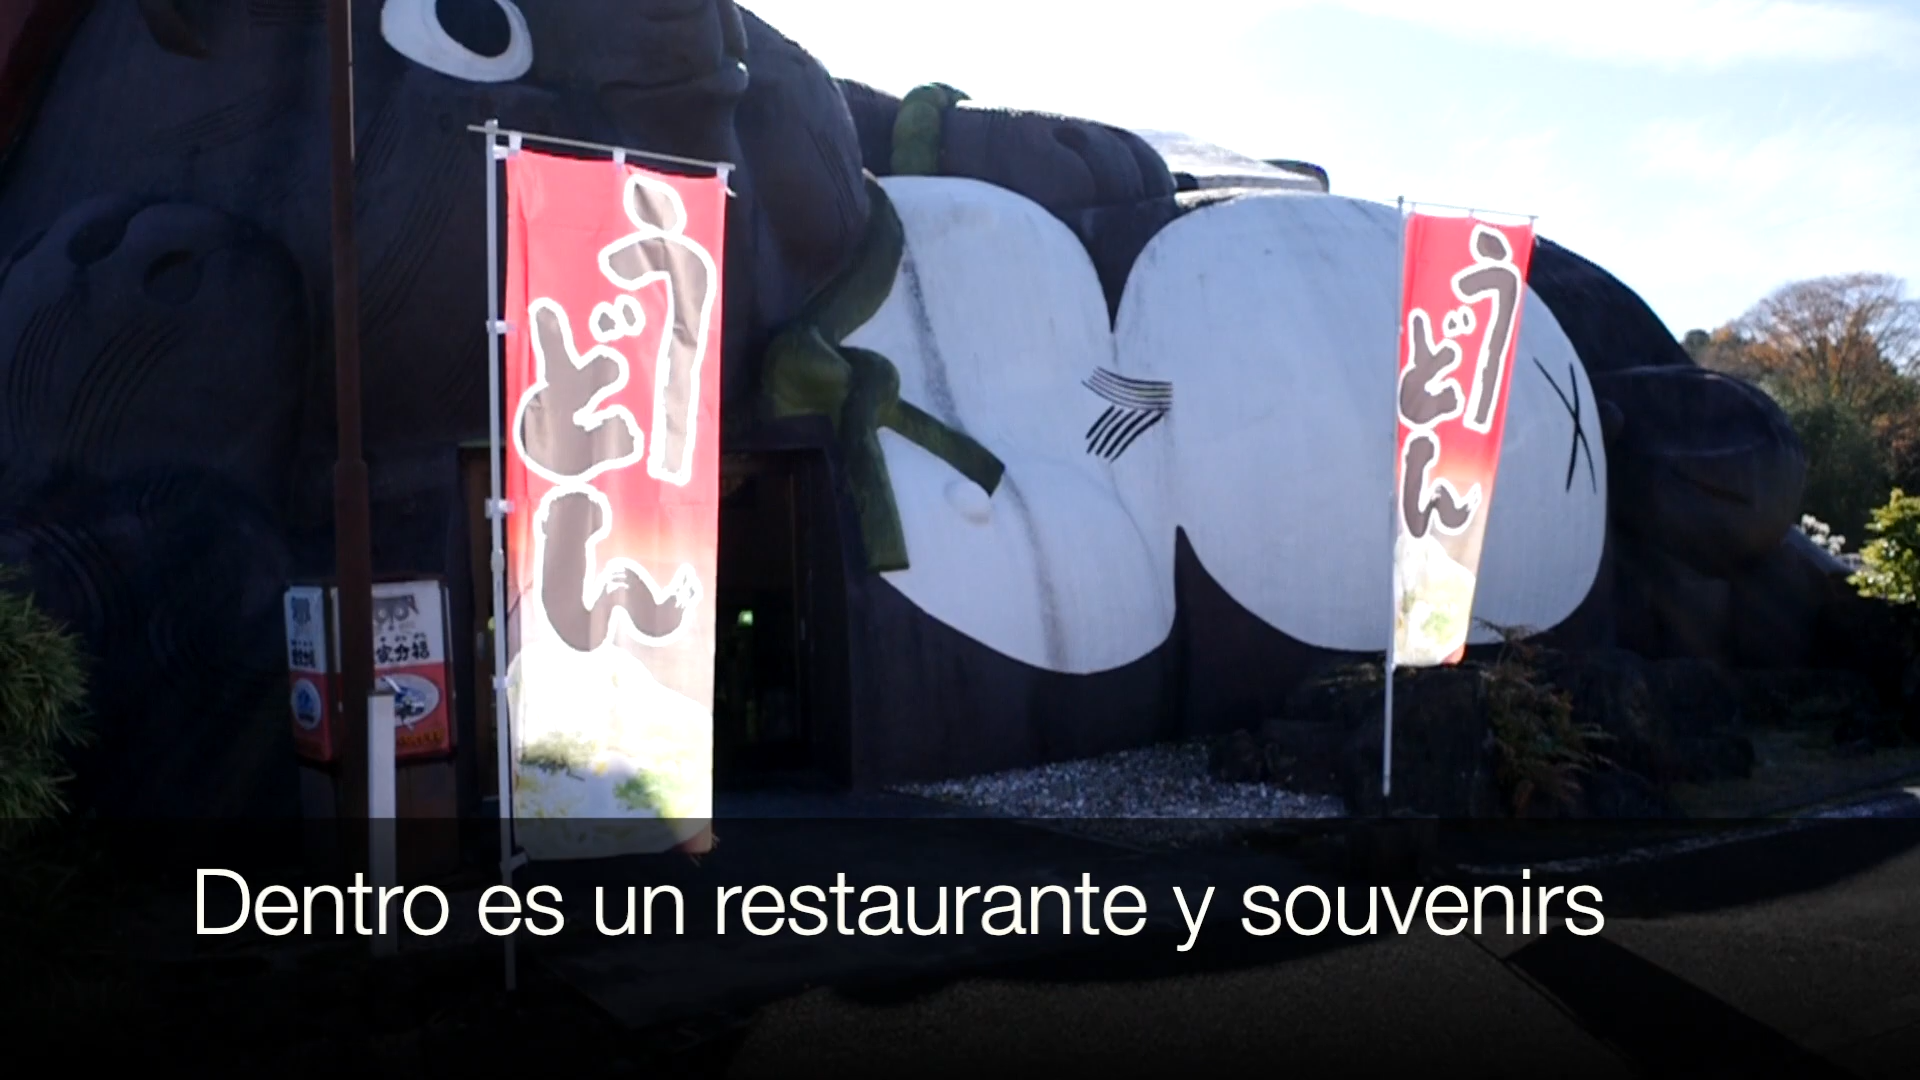 うどん
うどん
Dentro es un restaurante y souvenirs